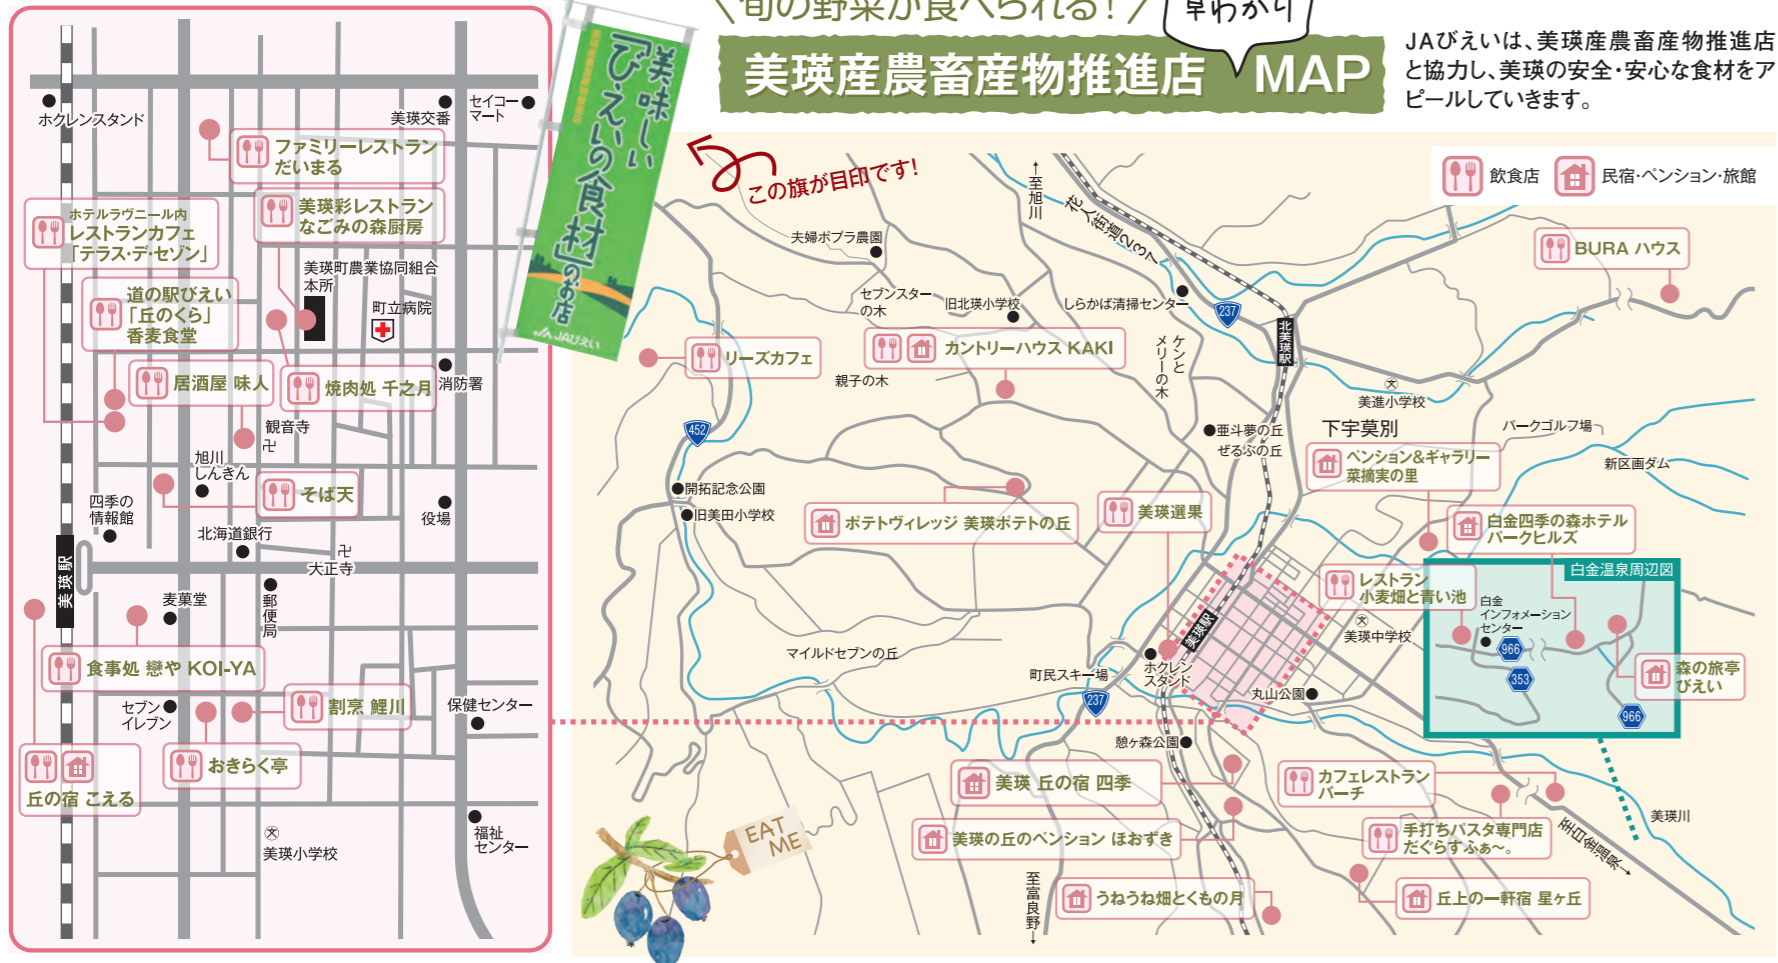 旬の野菜が食べられる!
早わかり
美瑛産農畜産物推進店 MAP
JAびえいは、美瑛産農畜産物推進店
と協力し、美瑛の安全・安心な食材をア
ピールしていきます。
美味しい
「びえいの食材」のお店
JAびえい
この旗が目印です!
飲食店
民宿・ペンション・旅館
ホクレンスタンド
美瑛交番
セイコー
マート
ファミリーレストラン
だいまる
美瑛彩レストラン
なごみの森厨房
ホテルラヴニール内
レストランカフェ
「テラス・デ・セゾン」
道の駅びえい
「丘のくら」
香麦食堂
美瑛町農業協同組合
本所
町立病院
居酒屋 味人
焼肉処 千之月
消防署
観音寺
旭川
しんきん
そば天
四季の
情報館
北海道銀行
役場
大正寺
美瑛駅
麦菓堂
郵便局
食事処 戀や KOI-YA
セブン
イレブン
割烹 鯉川
保健センター
おきらく亭
丘の宿 こえる
美瑛小学校
福祉
センター
至旭川
花人街道237
夫婦ポプラ農園
セブンスター
の木
旧北瑛小学校
しらかば清掃センター
237
北美瑛駅
BURA ハウス
リーズカフェ
カントリーハウス KAKI
親子の木
ケンと
メリーの木
美進小学校
452
亜斗夢の丘
ぜるぶの丘
下宇莫別
パークゴルフ場
新区画ダム
ペンション&ギャラリー
菜摘実の里
開拓記念公園
旧美田小学校
ポテトヴィレッジ 美瑛ポテトの丘
美瑛選果
白金四季の森ホテル
パークヒルズ
白金温泉周辺図
レストラン
小麦畑と青い池
白金
インフォメーション
センター
966
353
966
森の旅亭
びえい
美瑛中学校
美瑛駅
マイルドセブンの丘
町民スキー場
ホクレン
スタンド
丸山公園
237
憩ヶ森公園
美瑛 丘の宿 四季
カフェレストラン
バーチ
美瑛の丘のペンション ほおずき
手打ちパスタ専門店
だぐらすふぁ〜。
美瑛川
至白金温泉
うねうね畑とくもの月
丘上の一軒宿 星ヶ丘
至富良野
EAT
ME